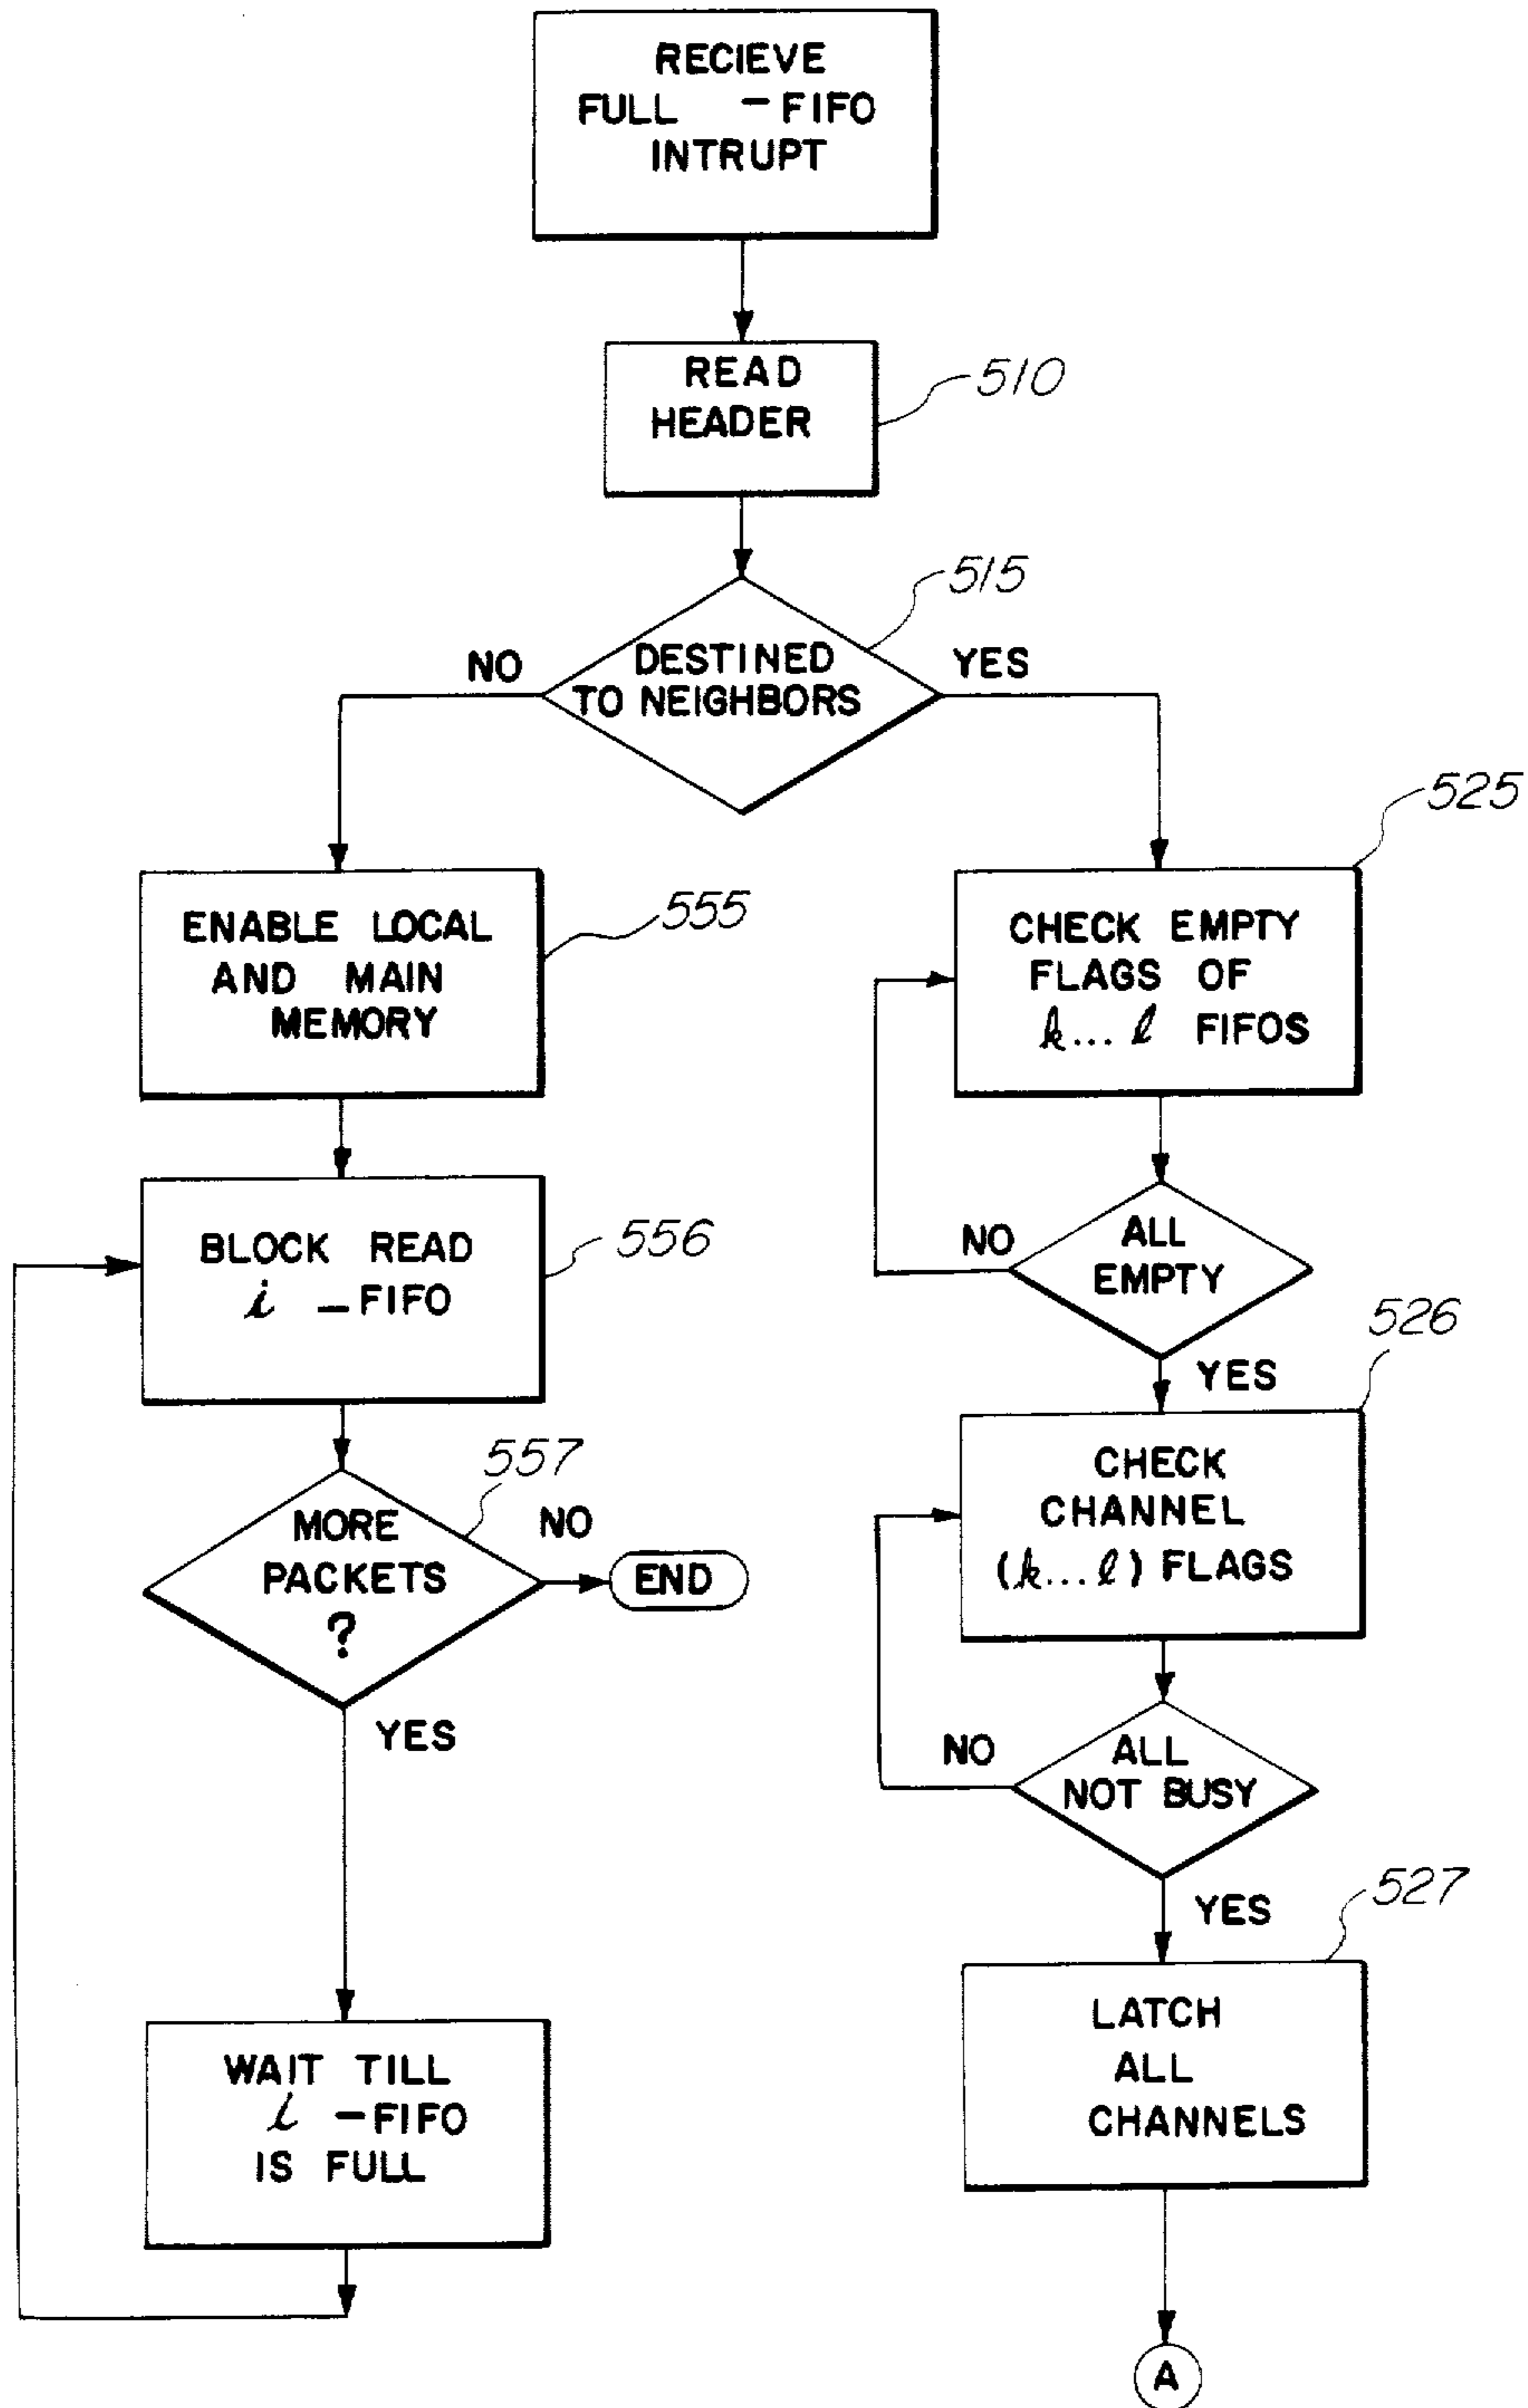 RECIEVE
FULL – FIFO
INTRUPT
READ
HEADER
510
515
NO
DESTINED
TO NEIGHBORS
YES
525
ENABLE LOCAL
AND MAIN
MEMORY
555
CHECK EMPTY
FLAGS OF
k... l FIFOS
BLOCK READ
i – FIFO
556
NO
ALL
EMPTY
YES
526
CHECK
CHANNEL
(k... l) FLAGS
557
MORE
PACKETS
?
NO
END
YES
NO
ALL
NOT BUSY
YES
527
LATCH
ALL
CHANNELS
WAIT TILL
i – FIFO
IS FULL
A